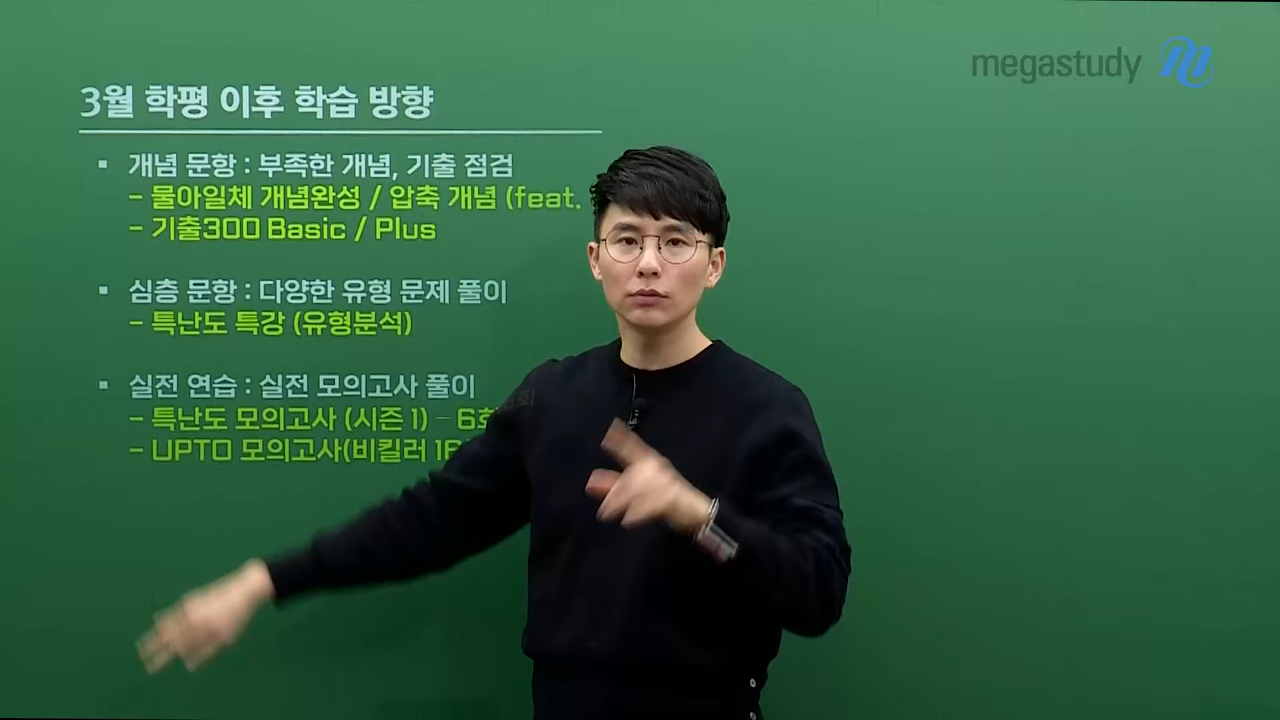 megastudy
3월 학평 이후 학습 방향
▪ 개념 문항 : 부족한 개념, 기출 점검
- 물아일체 개념완성 / 압축 개념 (feat.
- 기출300 Basic / Plus
▪ 심층 문항 : 다양한 유형 문제 풀이
- 특난도 특강 (유형분석)
▪ 실전 연습 : 실전 모의고사 풀이
- 특난도 모의고사 (시즌 1) - 6회
- UPTO 모의고사(비킬러 16